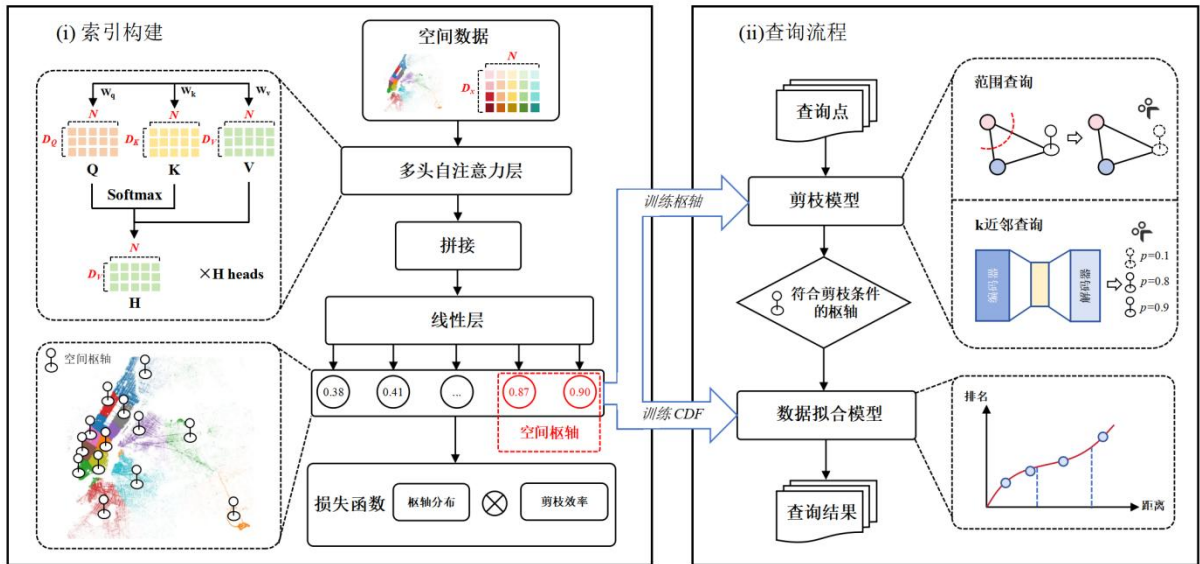 (i) 索引构建
空间数据
N
Dx
Wq
Wk
Wv
N
N
N
DQ
DK
DV
Q
K
V
Softmax
N
DV
H
×H heads
多头自注意力层
拼接
线性层
空间枢轴
0.38
0.41
...
0.87
0.90
空间枢轴
损失函数
枢轴分布
剪枝效率
训练枢轴
训练 CDF
(ii)查询流程
查询点
剪枝模型
符合剪枝条件
的枢轴
数据拟合模型
查询结果
范围查询
k近邻查询
编码器
解码器
p=0.1
p=0.8
p=0.9
排名
距离